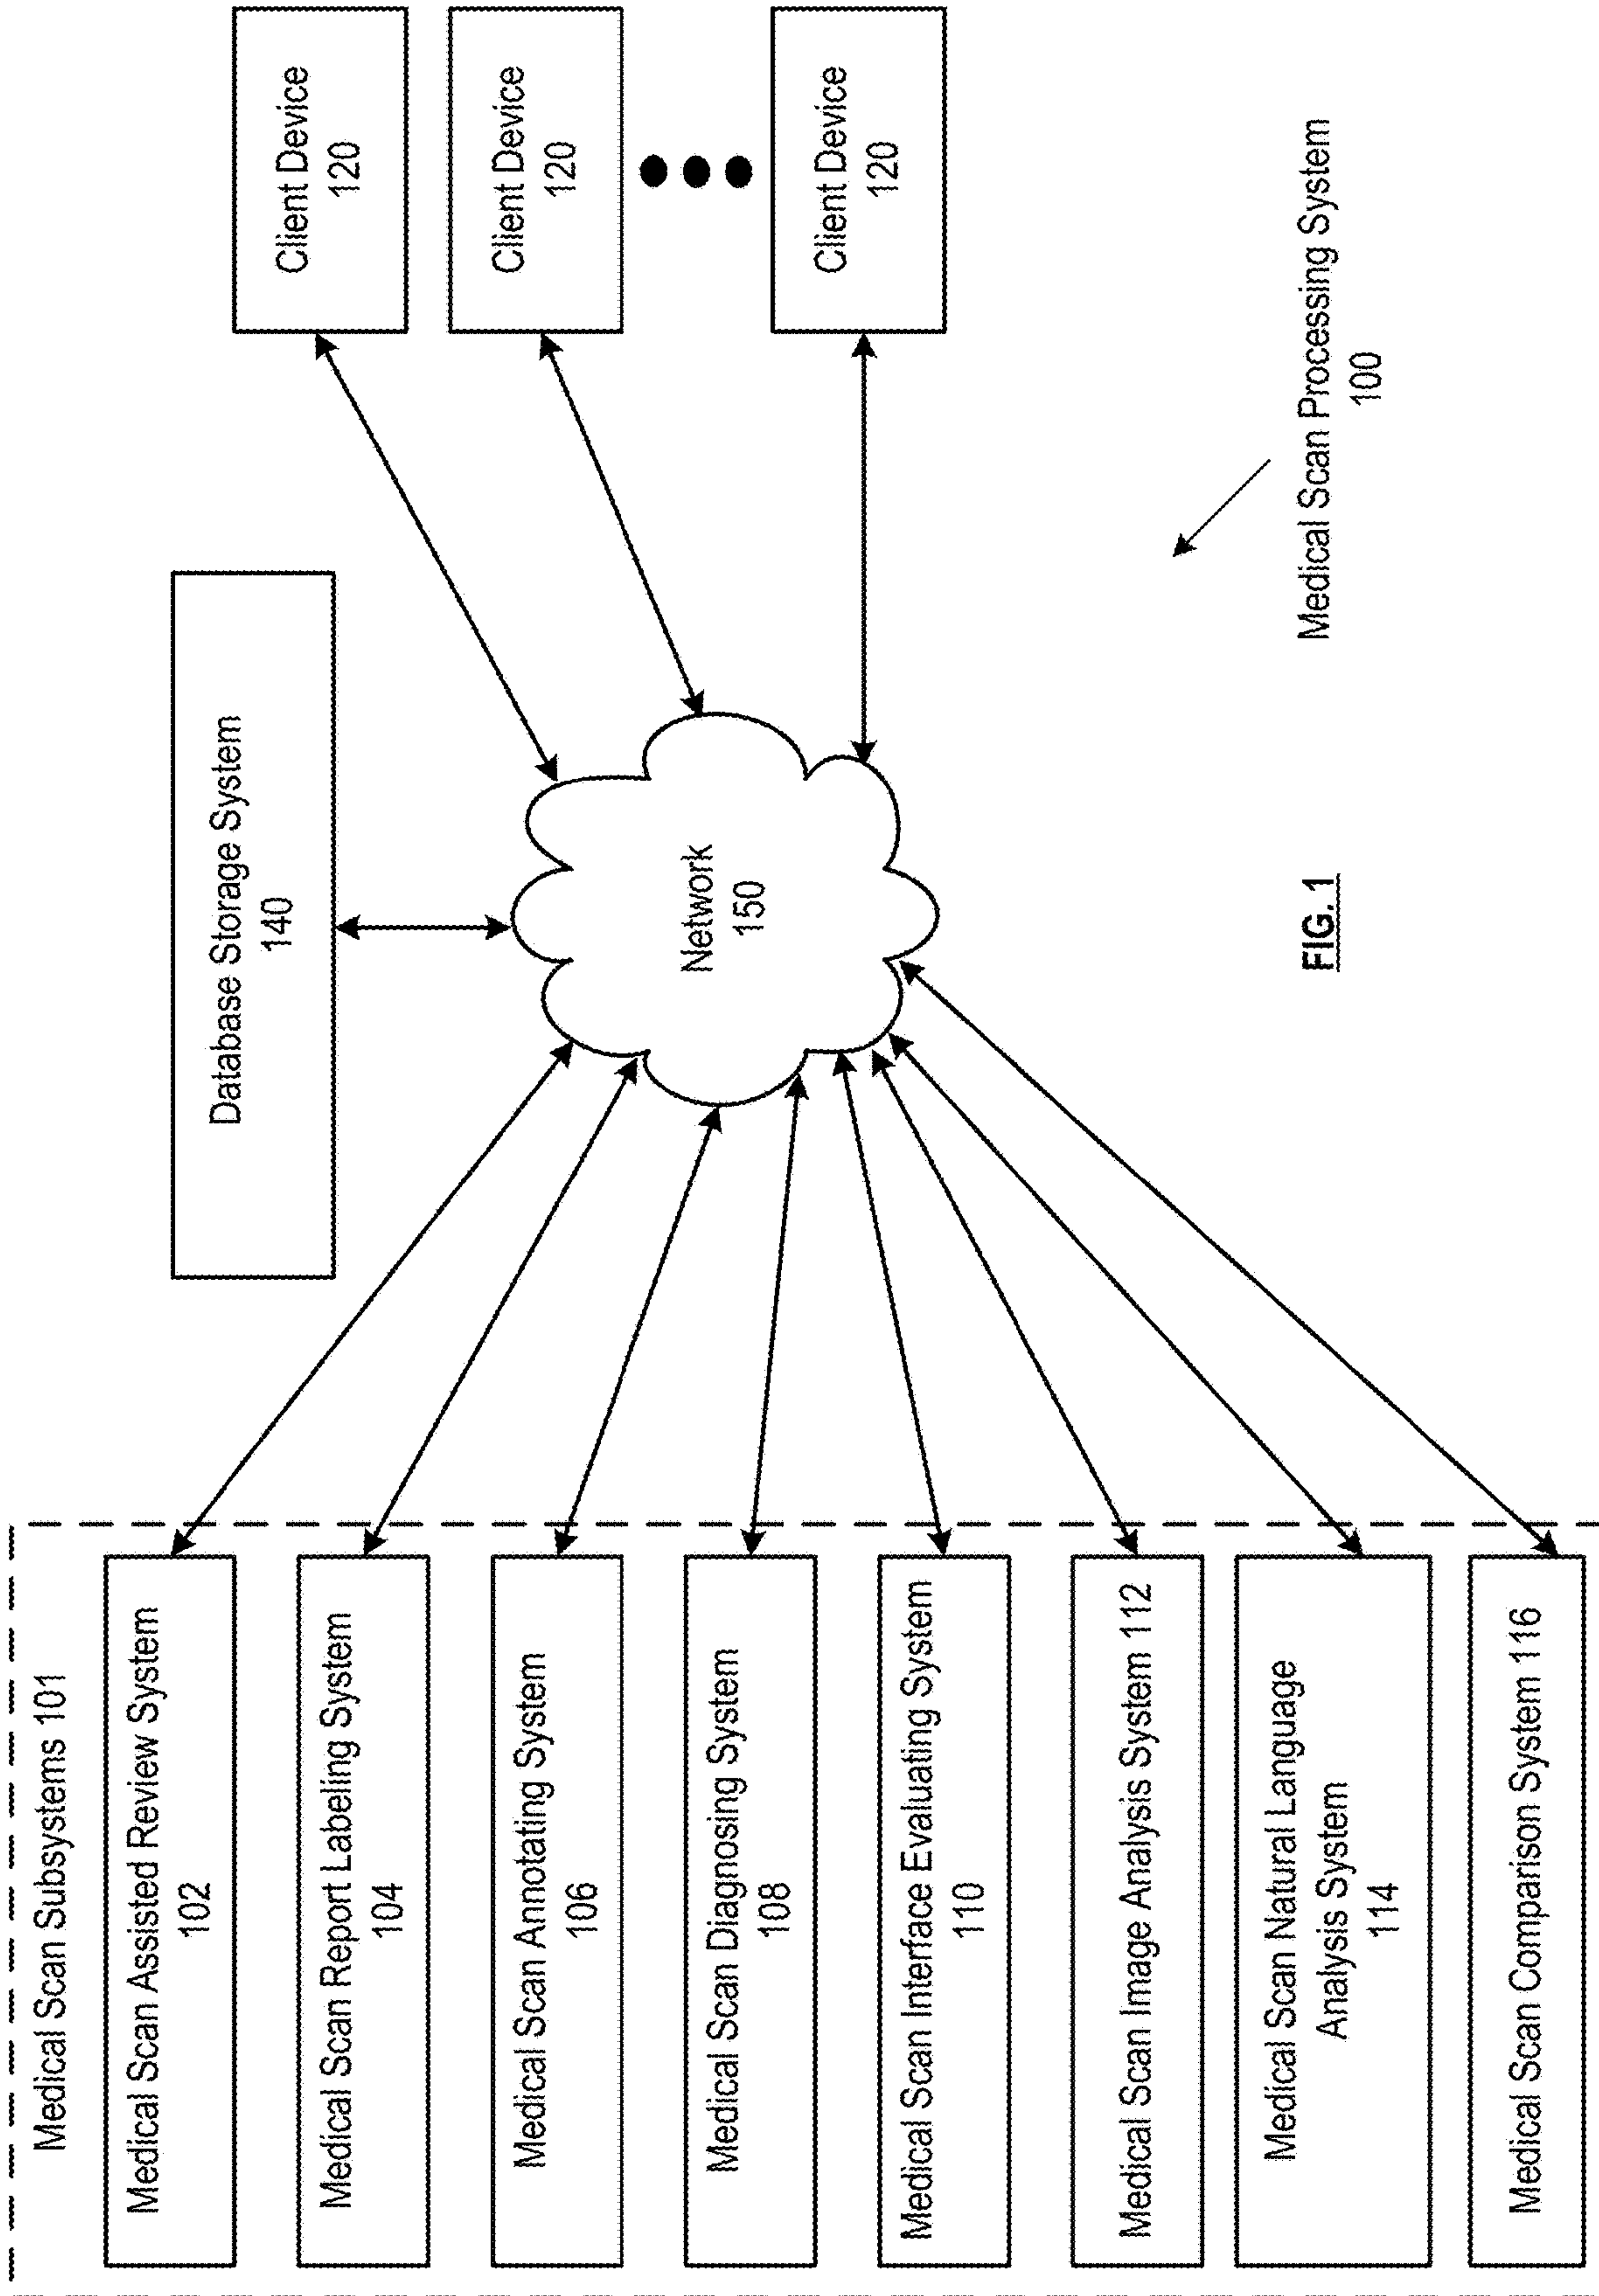 Medical Scan Subsystems 101
Medical Scan Assisted Review System
102
Medical Scan Report Labeling System
104
Medical Scan Annotating System
106
Medical Scan Diagnosing System
108
Medical Scan Interface Evaluating System
110
Medical Scan Image Analysis System 112
Medical Scan Natural Language
Analysis System
114
Medical Scan Comparison System 116
Database Storage System
140
Network
150
Client Device
120
Client Device
120
Client Device
120
Medical Scan Processing System
100
FIG. 1